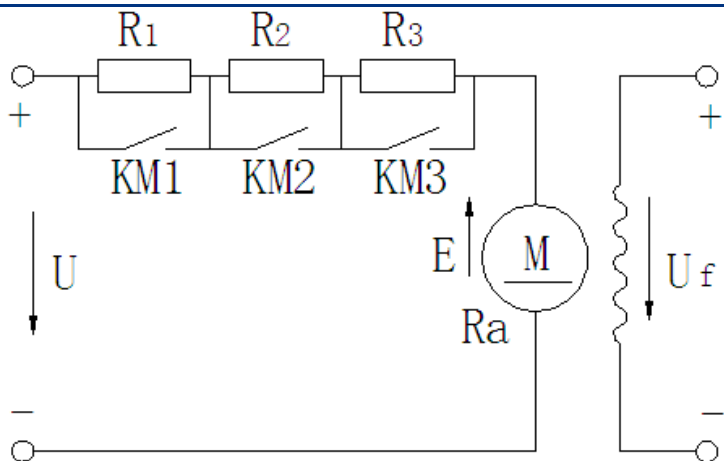 R1 R2 R3
+ +
KM1 KM2 KM3
E M
U Uf
Ra
- -